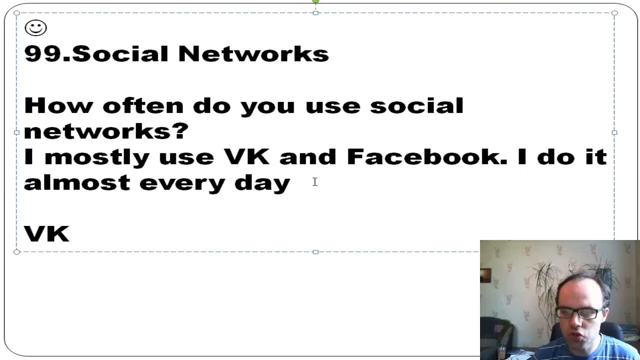 99.Social Networks
How often do you use social
networks?
I mostly use VK and Facebook. I do it
almost every day
VK